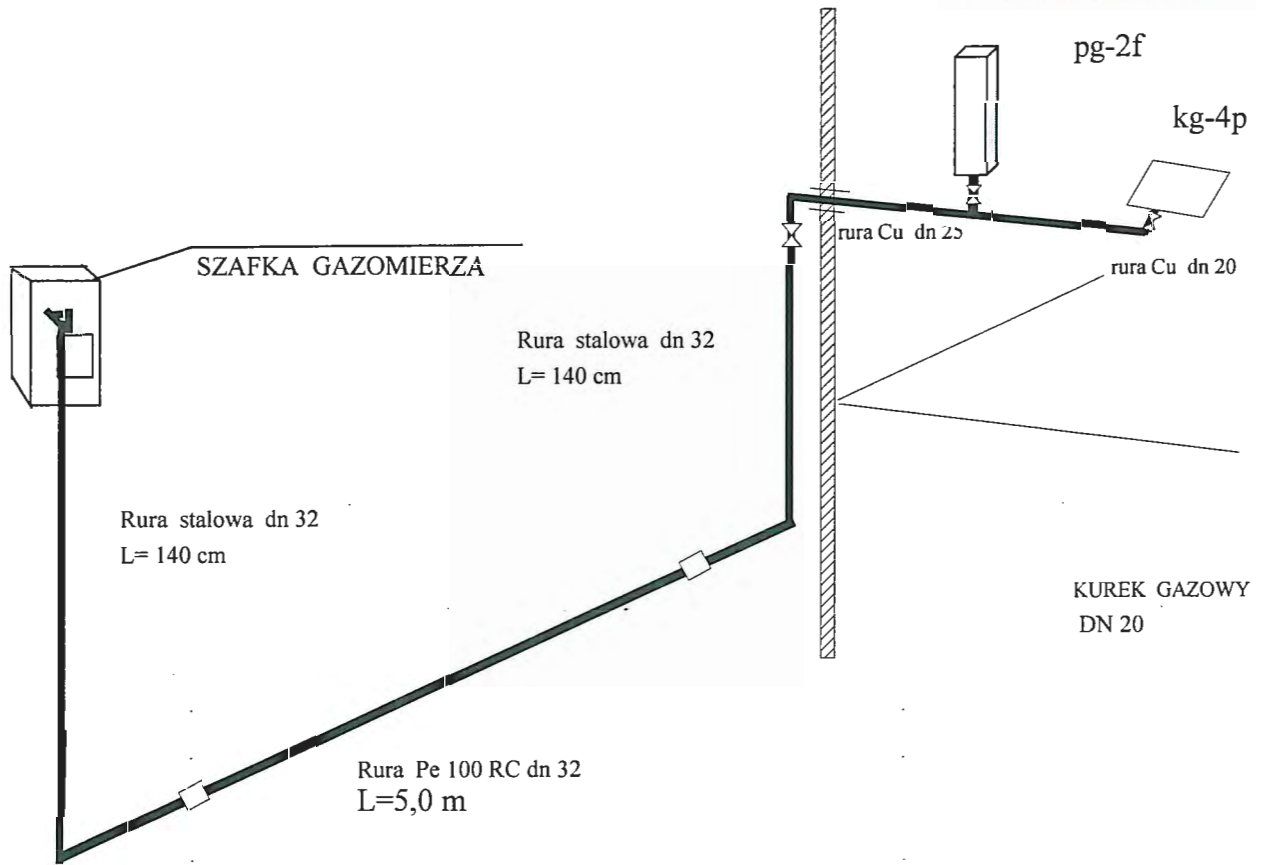 pg-2f
kg-4p
rura Cu dn 25
rura Cu dn 20
SZAFKA GAZOMIERZA
Rura stalowa dn 32
L= 140 cm
Rura stalowa dn 32
L= 140 cm
KUREK GAZOWY
DN 20
Rura Pe 100 RC dn 32
L=5,0 m